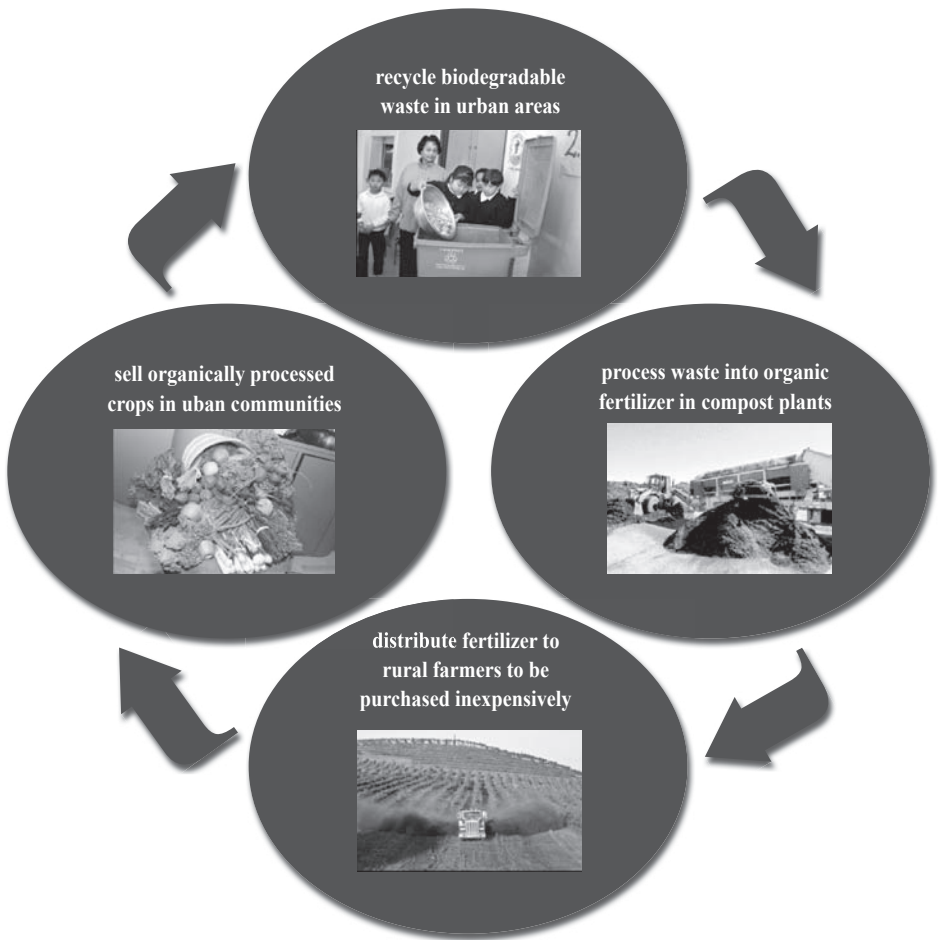 recycle biodegradable
waste in urban areas
process waste into organic
fertilizer in compost plants
distribute fertilizer to
rural farmers to be
purchased inexpensively
sell organically processed
crops in uban communities